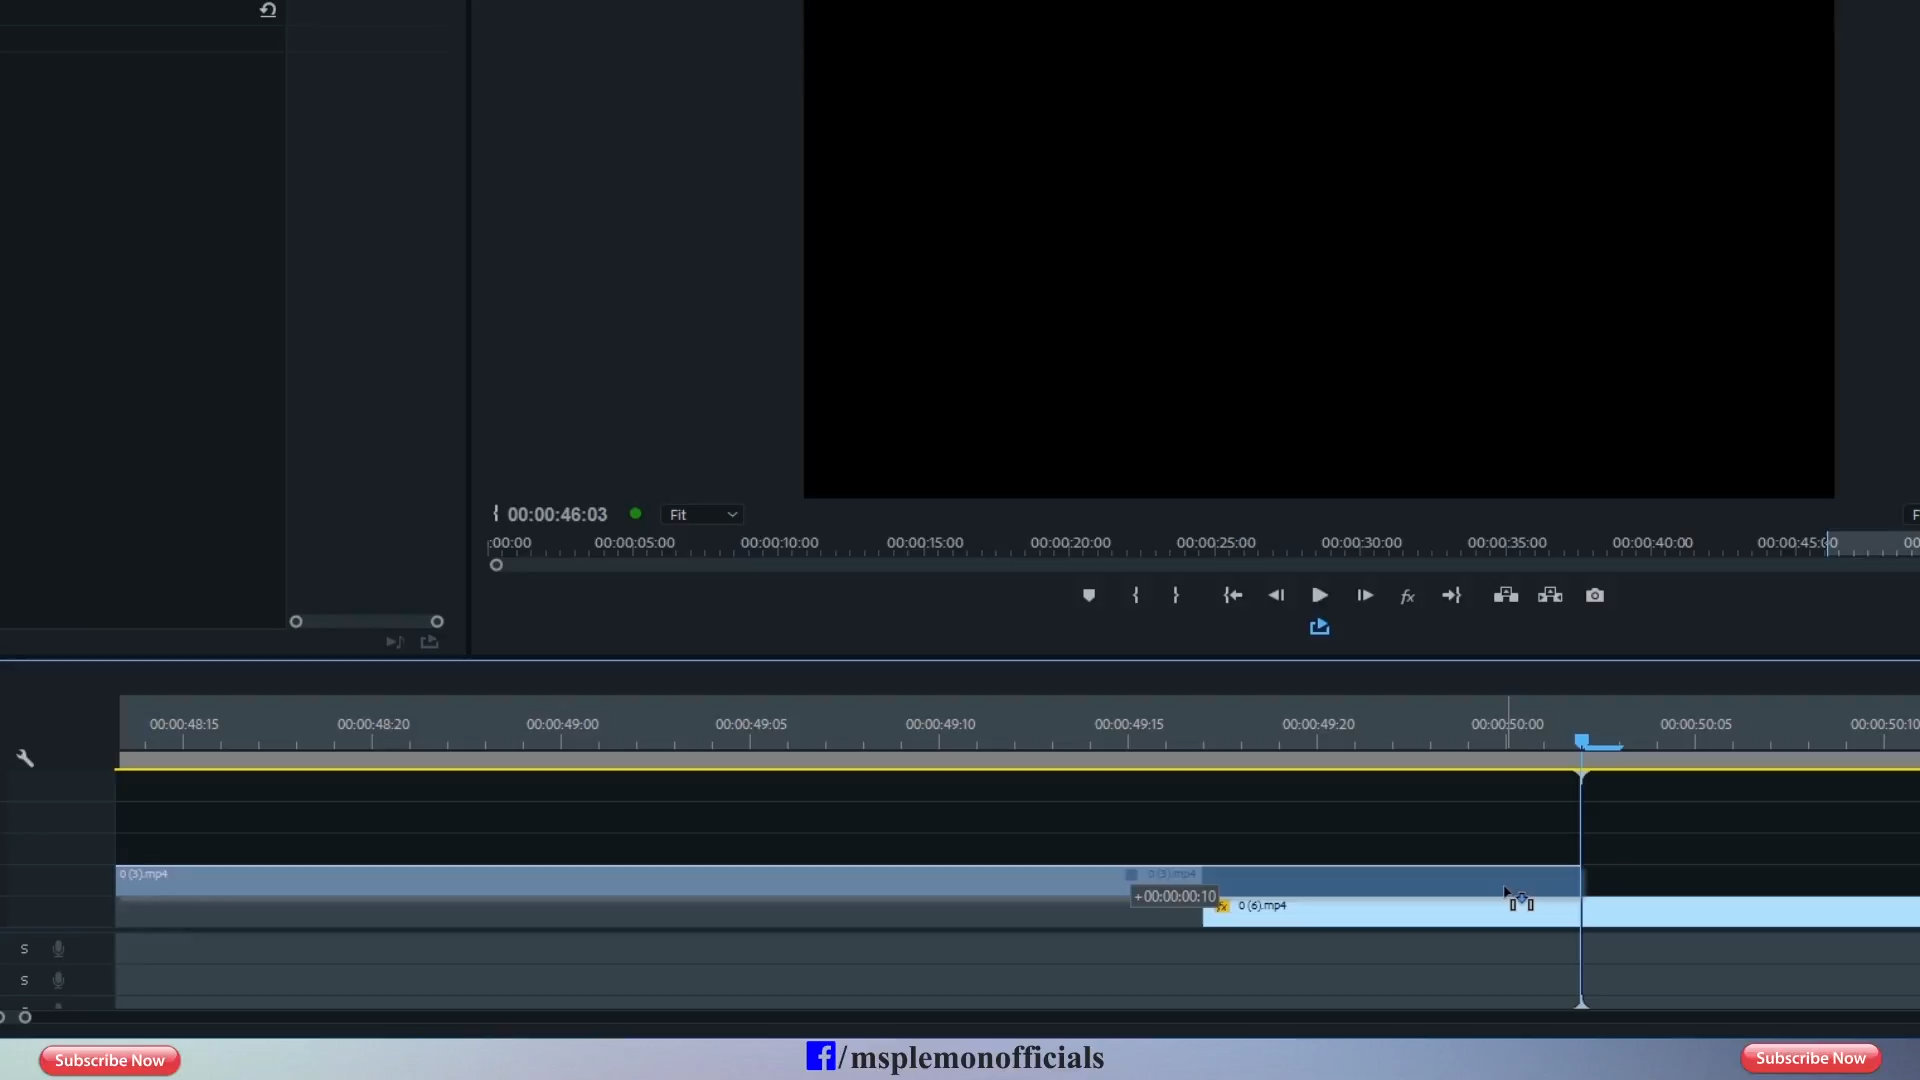 00:00:46:03
Fit
:00:00 00:00:05:00 00:00:10:00 00:00:15:00 00:00:20:00 00:00:25:00 00:00:30:00 00:00:35:00 00:00:40:00 00:00:45:00 00
fx
00:00:48:15 00:00:48:20 00:00:49:00 00:00:49:05 00:00:49:10 00:00:49:15 00:00:49:20 00:00:50:00 00:00:50:05 00:00:50:10
0 (3).mp4 0 (3).mp4
+00:00:00:10
fx 0 (6).mp4
S
S
Subscribe Now
/msplemonofficials
Subscribe Now